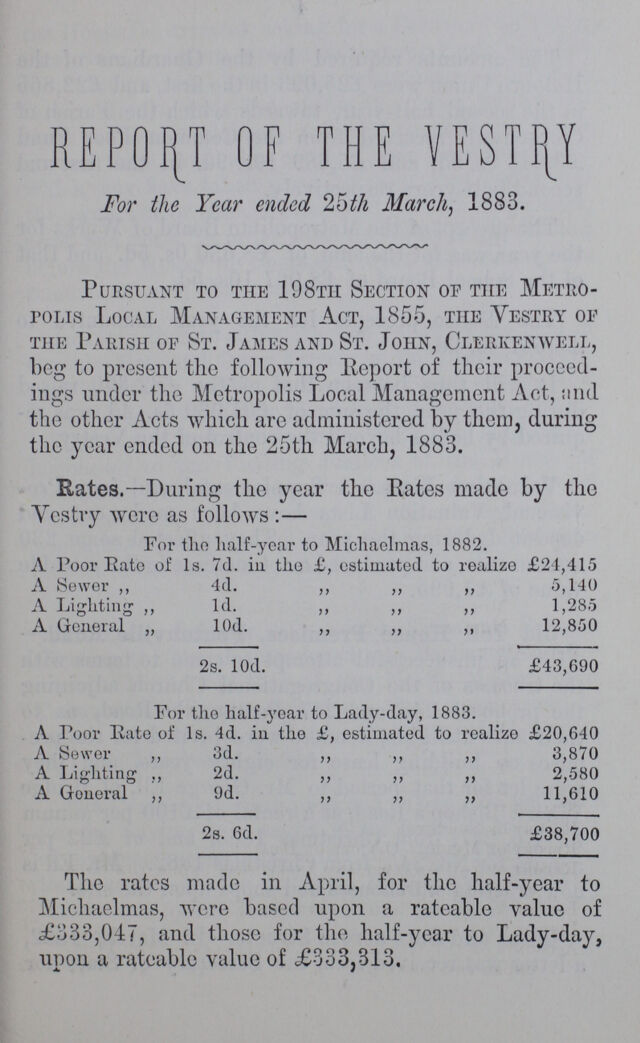 REPORT OF THE VESTRY
For the Year ended 25th March, 1883.
PURSUANT TO THE 198TH SECTION OF THE METRO-
POLIS LOCAL MANAGEMENT ACT, 1855, THE VESTRY OF
THE PARISH OF ST. JAMES AND ST. JOHN, CLERKENWELL,
beg to present the following Report of their proceed-
ings under the Metropolis Local Management Act, and
the other Acts which are administered by them, during
the year ended on the 25th March, 1883.
Rates.—During the year the Rates made by the
Vestry were as follows :—
For the half-year to Michaelmas, 1882.
A Poor Rate of 1s. 7d. in the £, estimated to realize £24,415
A Sewer ,, 4d. ,, ,, ,, 5,140
A Lighting ,, 1d. ,, ,, ,, 1,285
A General ,, 10d. ,, ,, ,, 12,850
2s. 10d. £43,690
For the half-year to Lady-day, 1883.
A Poor Rate of 1s. 4d. in the £, estimated to realize £20,640
A Sewer ,, 3d. ,, ,, ,, 3,870
A Lighting ,, 2d. ,, ,, ,, 2,580
A General ,, 9d. ,, ,, ,, 11,610
2s. 6d. £38,700
The rates made in April, for the half-year to
Michaelmas, were based upon a rateable value of
£333,047, and those for the half-year to Lady-day,
upon a rateable value of £333,313.